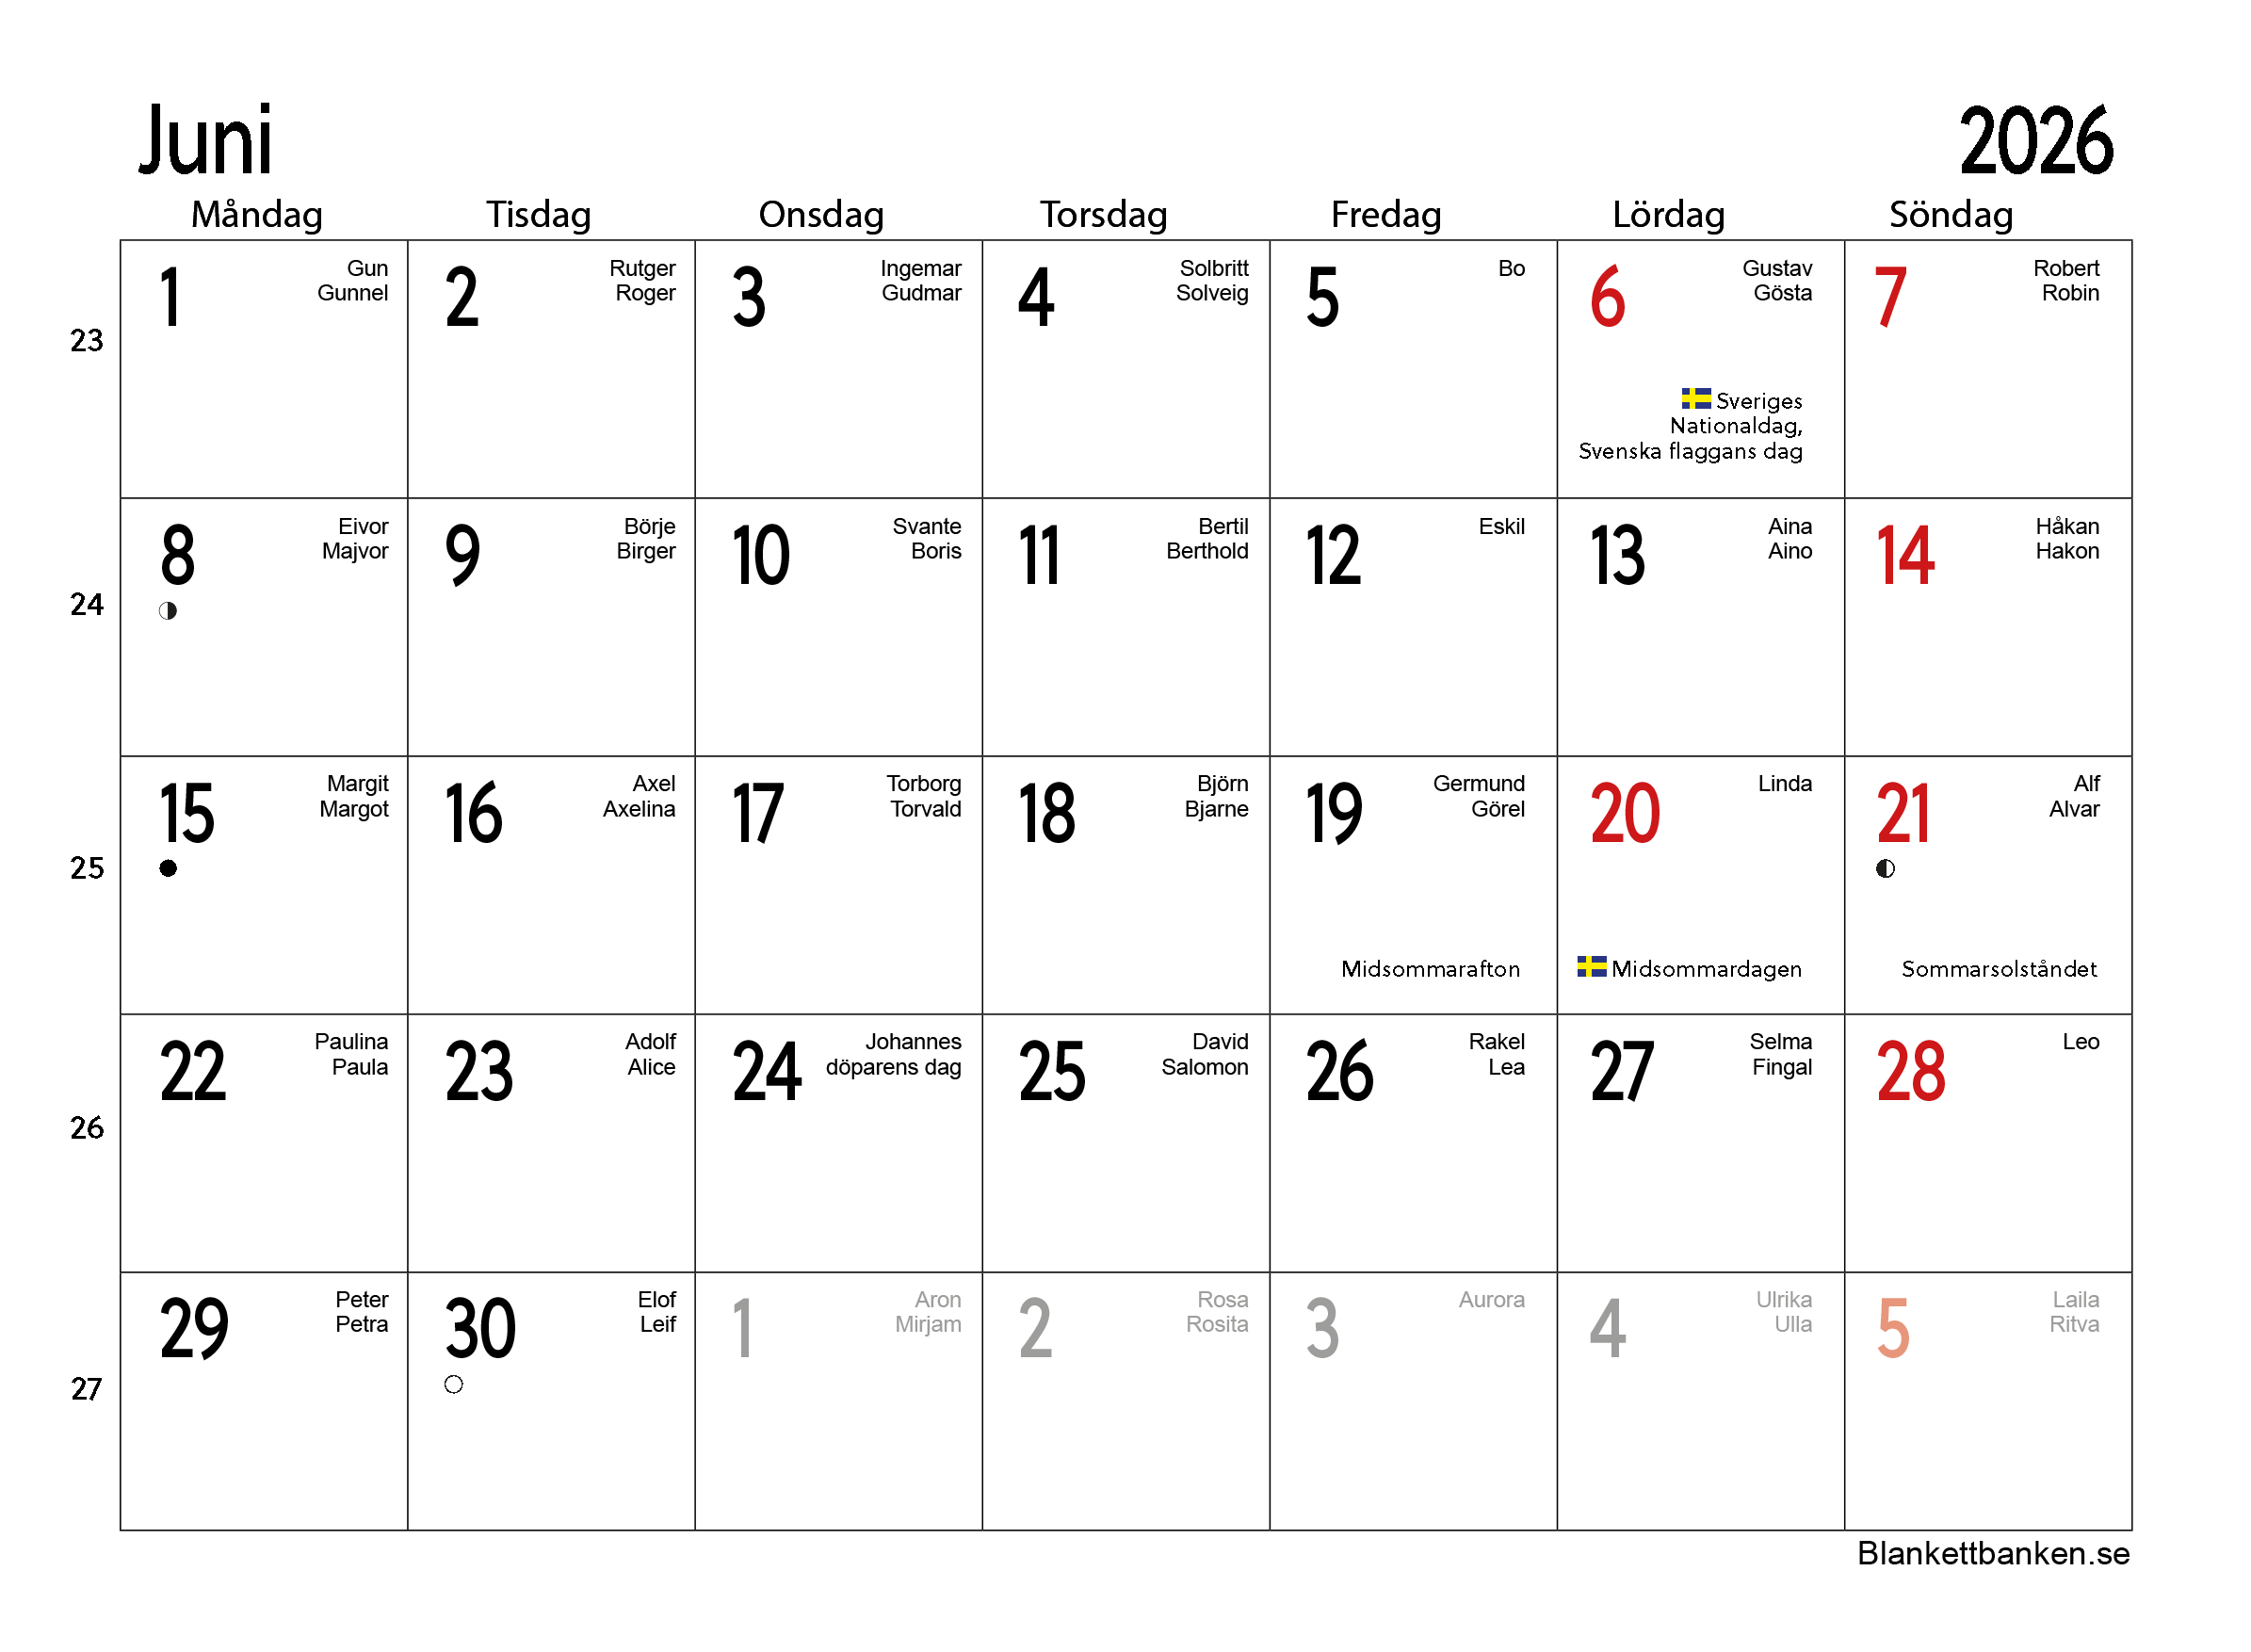 Juni 2026
Måndag Tisdag Onsdag Torsdag Fredag Lördag Söndag
23
1 Gun
Gunnel
2 Rutger
Roger
3 Ingemar
Gudmar
4 Solbritt
Solveig
5 Bo
6 Gustav
Gösta
Sveriges
Nationaldag,
Svenska flaggans dag
7 Robert
Robin
24
8 Eivor
Majvor
9 Börje
Birger
10 Svante
Boris
11 Bertil
Berthold
12 Eskil
13 Aina
Aino
14 Håkan
Hakon
25
15 Margit
Margot
16 Axel
Axelina
17 Torborg
Torvald
18 Björn
Bjarne
19 Germund
Görel
Midsommarafton
20 Linda
Midsommardagen
21 Alf
Alvar
Sommarsolståndet
26
22 Paulina
Paula
23 Adolf
Alice
24 Johannes
döparens dag
25 David
Salomon
26 Rakel
Lea
27 Selma
Fingal
28 Leo
27
29 Peter
Petra
30 Elof
Leif
1 Aron
Mirjam
2 Rosa
Rosita
3 Aurora
4 Ulrika
Ulla
5 Laila
Ritva
Blankettbanken.se